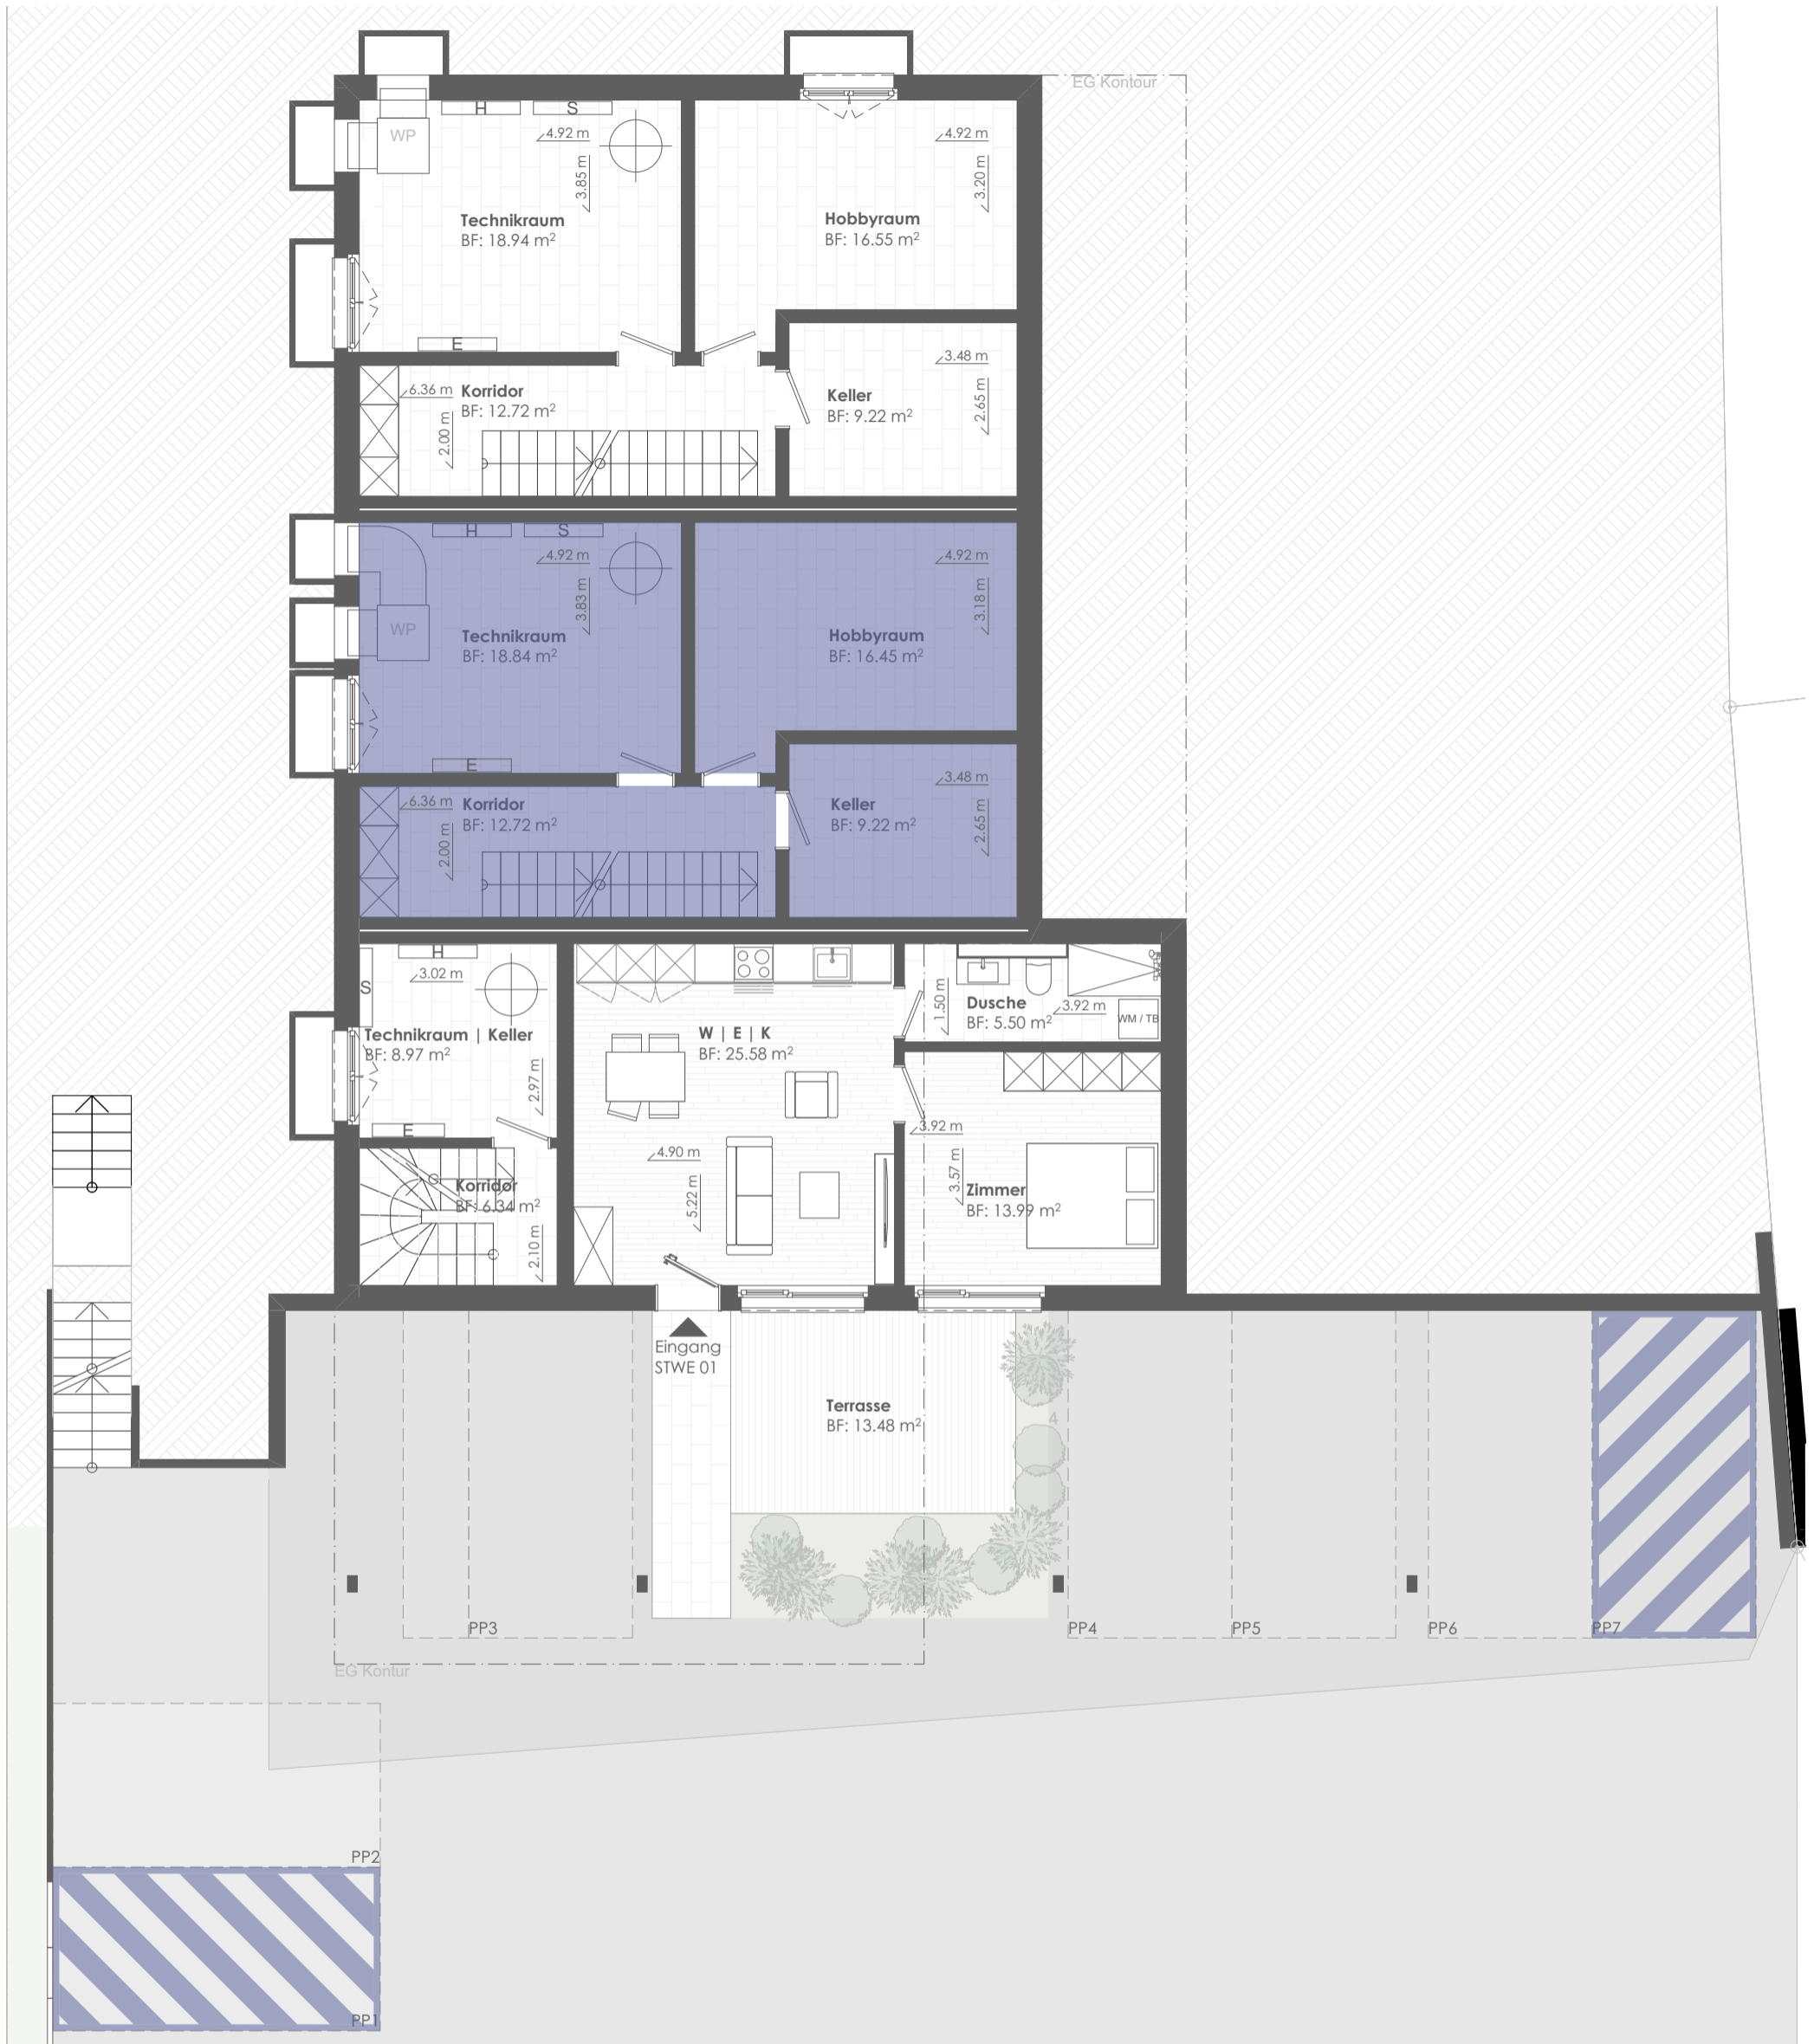 EG Kontour
H
S
WP
4.92 m
3.85 m
Technikraum
BF: 18.94 m²
4.92 m
3.20 m
Hobbyraum
BF: 16.55 m²
E
6.36 m
Korridor
BF: 12.72 m²
2.00 m
3.48 m
Keller
BF: 9.22 m²
2.65 m
H
S
WP
4.92 m
3.83 m
Technikraum
BF: 18.84 m²
4.92 m
3.18 m
Hobbyraum
BF: 16.45 m²
E
6.36 m
Korridor
BF: 12.72 m²
2.00 m
3.48 m
Keller
BF: 9.22 m²
2.65 m
H
3.02 m
S
Technikraum | Keller
BF: 8.97 m²
2.97 m
E
Korridor
BF: 6.34 m²
2.10 m
W | E | K
BF: 25.58 m²
4.90 m
5.22 m
1.50 m
Dusche
BF: 5.50 m²
3.92 m
WM / TB
3.92 m
3.57 m
Zimmer
BF: 13.99 m²
Eingang
STWE 01
Terrasse
BF: 13.48 m²
4
PP3
PP4
PP5
PP6
PP7
EG Kontur
PP2
PP1